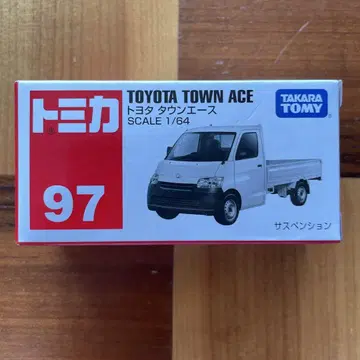 トミカ
97
TOYOTA TOWN ACE
トヨタ タウンエース
SCALE 1/64
TAKARA
TOMY
サスペンション